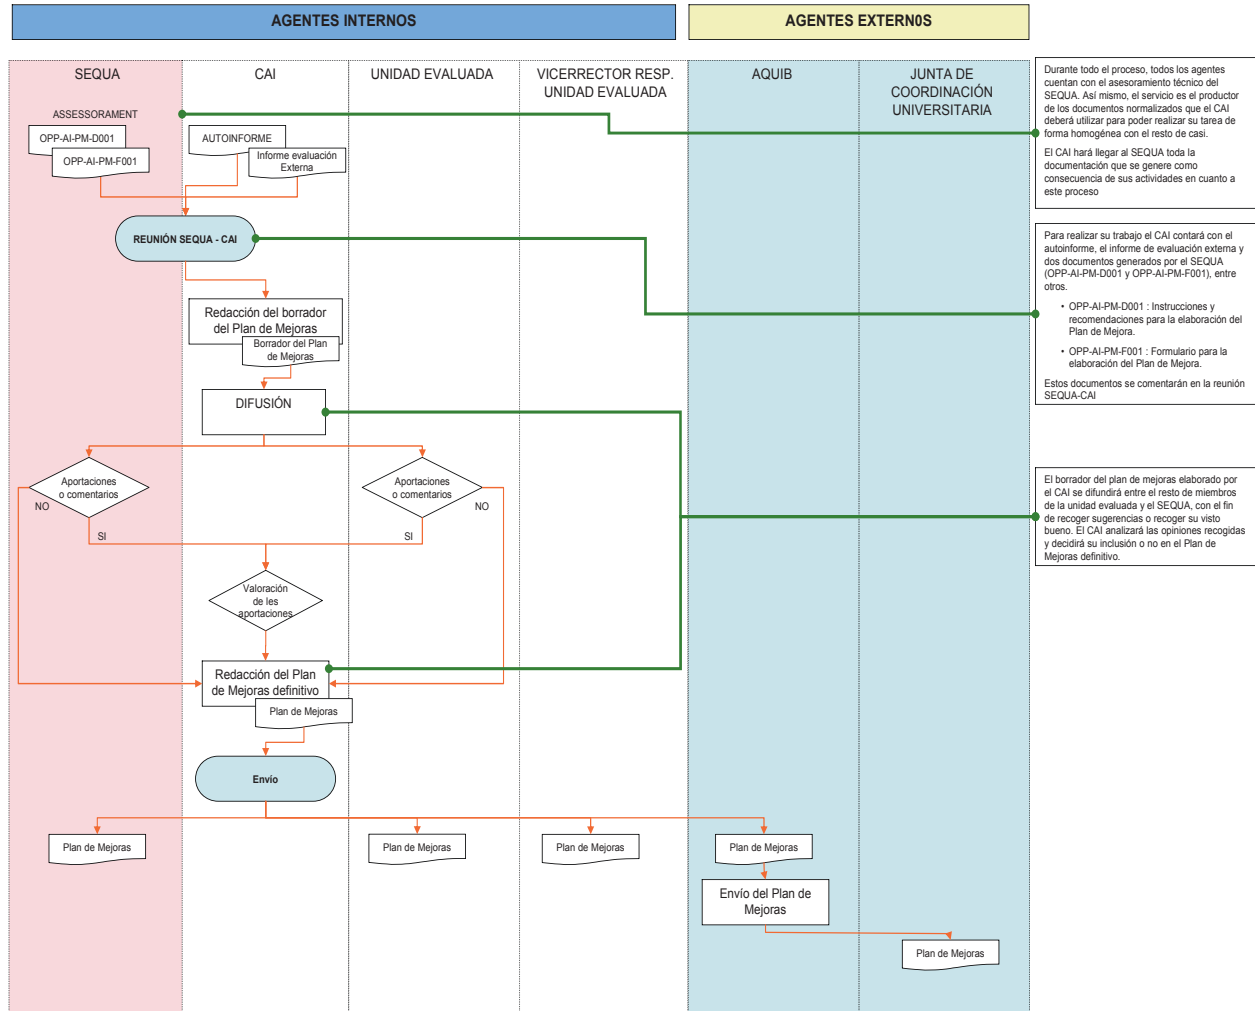 AGENTES INTERNOS
AGENTES EXTERN0S
SEQUA
CAI
UNIDAD EVALUADA
VICERRECTOR RESP.
UNIDAD EVALUADA
AQUIB
JUNTA DE
COORDINACIÓN
UNIVERSITARIA
ASSESSORAMENT
OPP-AI-PM-D001
OPP-AI-PM-F001
AUTOINFORME
Informe evaluación
Externa
REUNIÓN SEQUA - CAI
Redacción del borrador
del Plan de Mejoras
Borrador del Plan
de Mejoras
DIFUSIÓN
Aportaciones
o comentarios
NO
SI
Aportaciones
o comentarios
NO
SI
Valoración
de les
aportaciones
Redacción del Plan
de Mejoras definitivo
Plan de Mejoras
Envío
Plan de Mejoras
Plan de Mejoras
Plan de Mejoras
Plan de Mejoras
Envío del Plan de
Mejoras
Plan de Mejoras
Durante todo el proceso, todos los agentes
cuentan con el asesoramiento técnico del
SEQUA. Así mismo, el servicio es el productor
de los documentos normalizados que el CAI
deberá utilizar para poder realizar su tarea de
forma homogénea con el resto de casi.
El CAI hará llegar al SEQUA toda la
documentación que se genere como
consecuencia de sus actividades en cuanto a
este proceso
Para realizar su trabajo el CAI contará con el
autoinforme, el informe de evaluación externa y
dos documentos generados por el SEQUA
(OPP-AI-PM-D001 y OPP-AI-PM-F001), entre
otros.
• OPP-AI-PM-D001 : Instrucciones y
recomendaciones para la elaboración del
Plan de Mejora.
• OPP-AI-PM-F001 : Formulario para la
elaboración del Plan de Mejora.
Estos documentos se comentarán en la reunión
SEQUA-CAI
El borrador del plan de mejoras elaborado por
el CAI se difundirá entre el resto de miembros
de la unidad evaluada y el SEQUA, con el fin
de recoger sugerencias o recoger su visto
bueno. El CAI analizará las opiniones recogidas
y decidirá su inclusión o no en el Plan de
Mejoras definitivo.